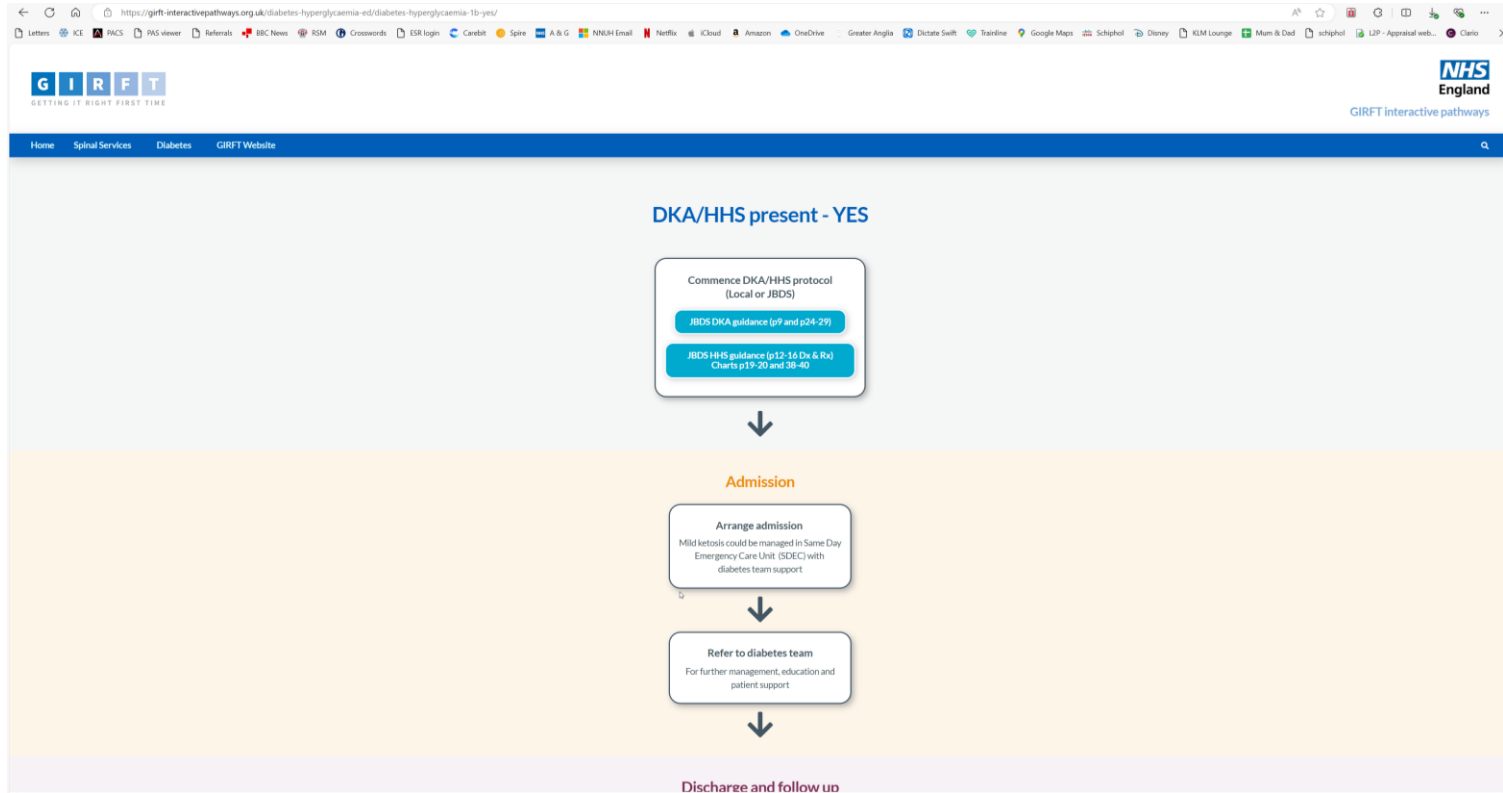 https://girft-interactivepathways.org.uk/diabetes-hyperglycaemia-ed/diabetes-hyperglycaemia-1b-yes/
Letters ICE PACS PAS viewer Referrals BBC News RSM Crosswords ESR login Carebit Spire A & G NNUH Email Netflix iCloud Amazon OneDrive Greater Anglia Dictate Swift Trainline Google Maps Schiphol Disney KLM Lounge Mum & Dad schiphol L2P - Appraisal web... Clario
GIRFT
GETTING IT RIGHT FIRST TIME
NHS
England
GIRFT interactive pathways
Home Spinal Services Diabetes GIRFT Website
DKA/HHS present - YES
Commence DKA/HHS protocol
(Local or JBDS)
JBDS DKA guidance (p9 and p24-29)
JBDS HHS guidance (p12-16 Dx & Rx)
Charts p19-20 and 38-40
Admission
Arrange admission
Mild ketosis could be managed in Same Day
Emergency Care Unit (SDEC) with
diabetes team support
Refer to diabetes team
For further management, education and
patient support
Discharge and follow up